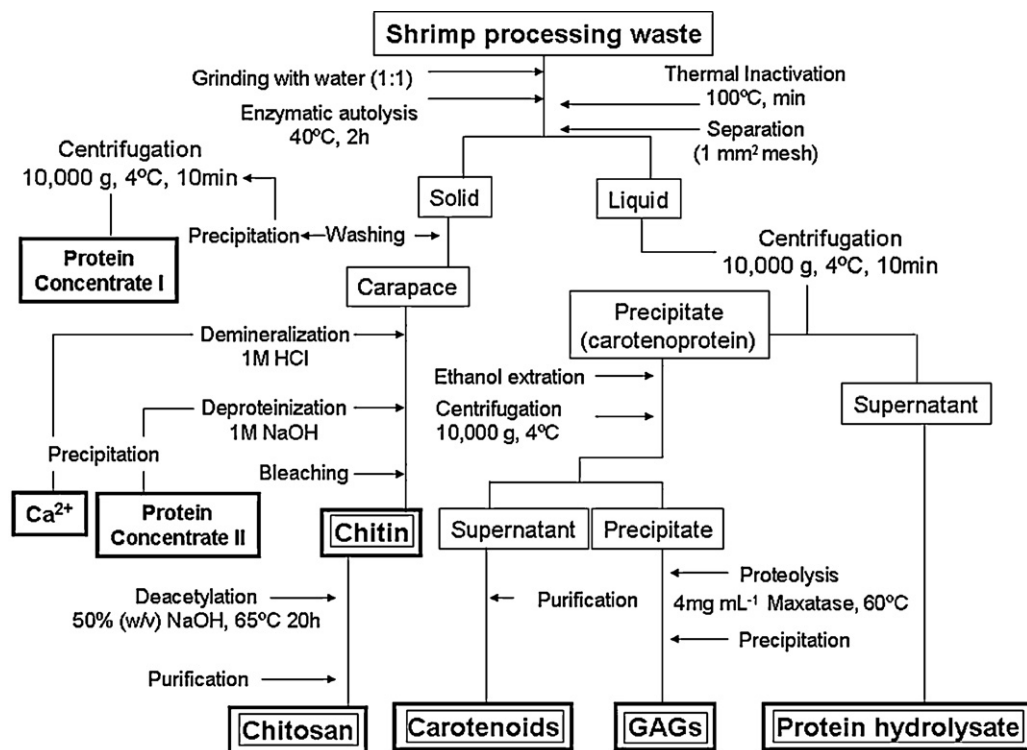 Shrimp processing waste
Grinding with water (1:1)
Enzymatic autolysis
40ºC, 2h
Thermal Inactivation
100ºC, min
Separation
(1 mm² mesh)
Centrifugation
10,000 g, 4ºC, 10min
Solid
Liquid
Precipitation
Washing
Protein
Concentrate I
Centrifugation
10,000 g, 4ºC, 10min
Carapace
Precipitate
(carotenoprotein)
Demineralization
1M HCl
Ethanol extration
Centrifugation
10,000 g, 4ºC
Supernatant
Deproteinization
1M NaOH
Precipitation
Bleaching
Ca²⁺
Protein
Concentrate II
Chitin
Supernatant
Precipitate
Deacetylation
50% (w/v) NaOH, 65ºC 20h
Purification
Proteolysis
4mg mL⁻¹ Maxatase, 60ºC
Precipitation
Purification
Chitosan
Carotenoids
GAGs
Protein hydrolysate